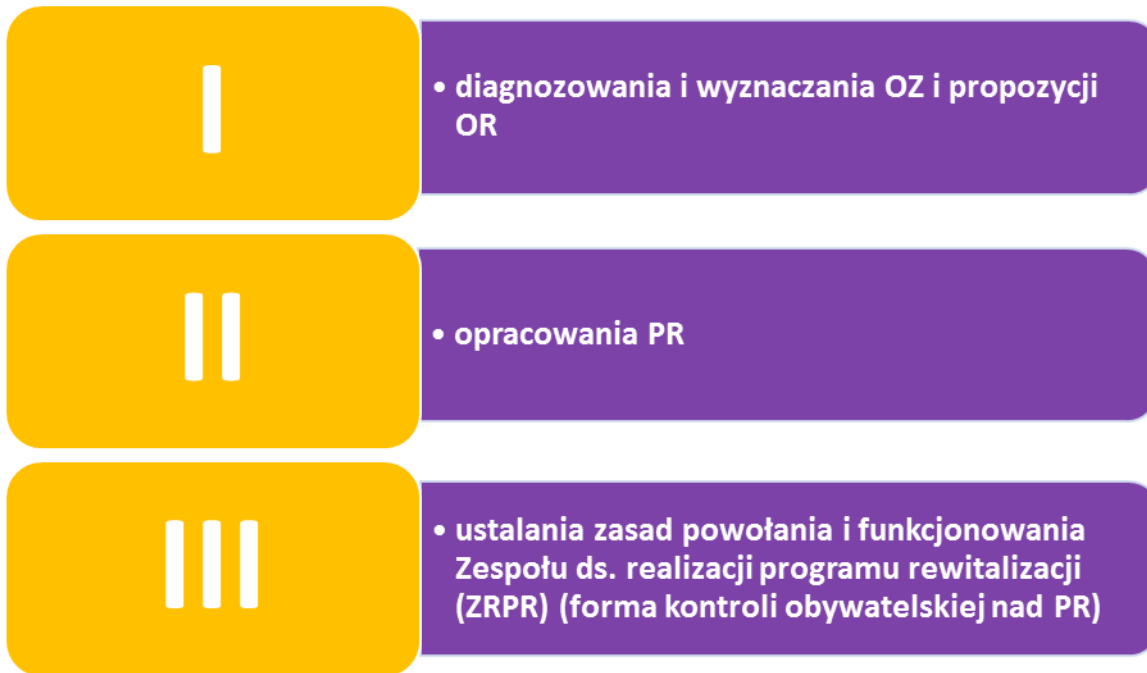 I
• diagnozowania i wyznaczania OZ i propozycji
OR
II
• opracowania PR
III
• ustalania zasad powołania i funkcjonowania
Zespołu ds. realizacji programu rewitalizacji
(ZRPR) (forma kontroli obywatelskiej nad PR)